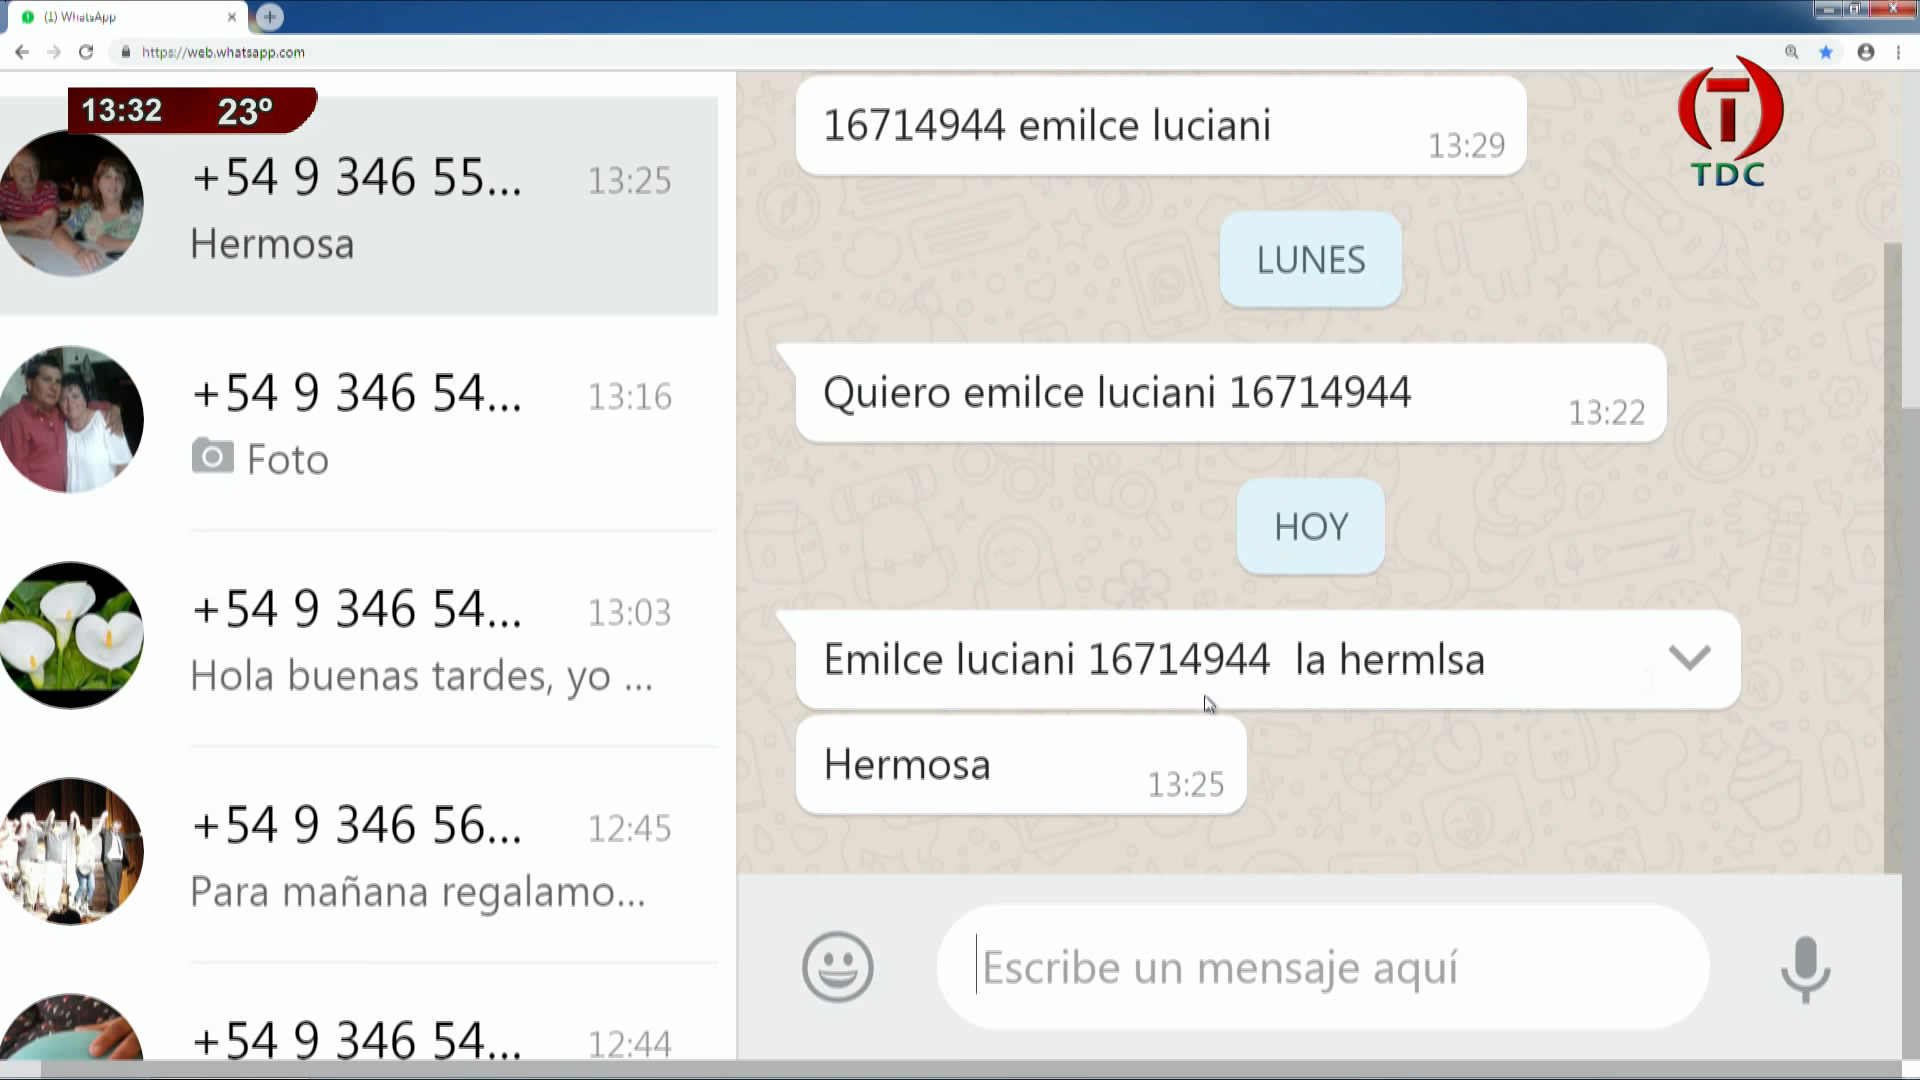 (1) WhatsApp
https://web.whatsapp.com
13:32 23º
TDC
+54 9 346 55... 13:25
Hermosa
+54 9 346 54... 13:16
Foto
+54 9 346 54... 13:03
Hola buenas tardes, yo ...
+54 9 346 56... 12:45
Para mañana regalamo...
+54 9 346 54... 12:44
16714944 emilce luciani 13:29
LUNES
Quiero emilce luciani 16714944 13:22
HOY
Emilce luciani 16714944 la hermlsa
Hermosa 13:25
Escribe un mensaje aquí